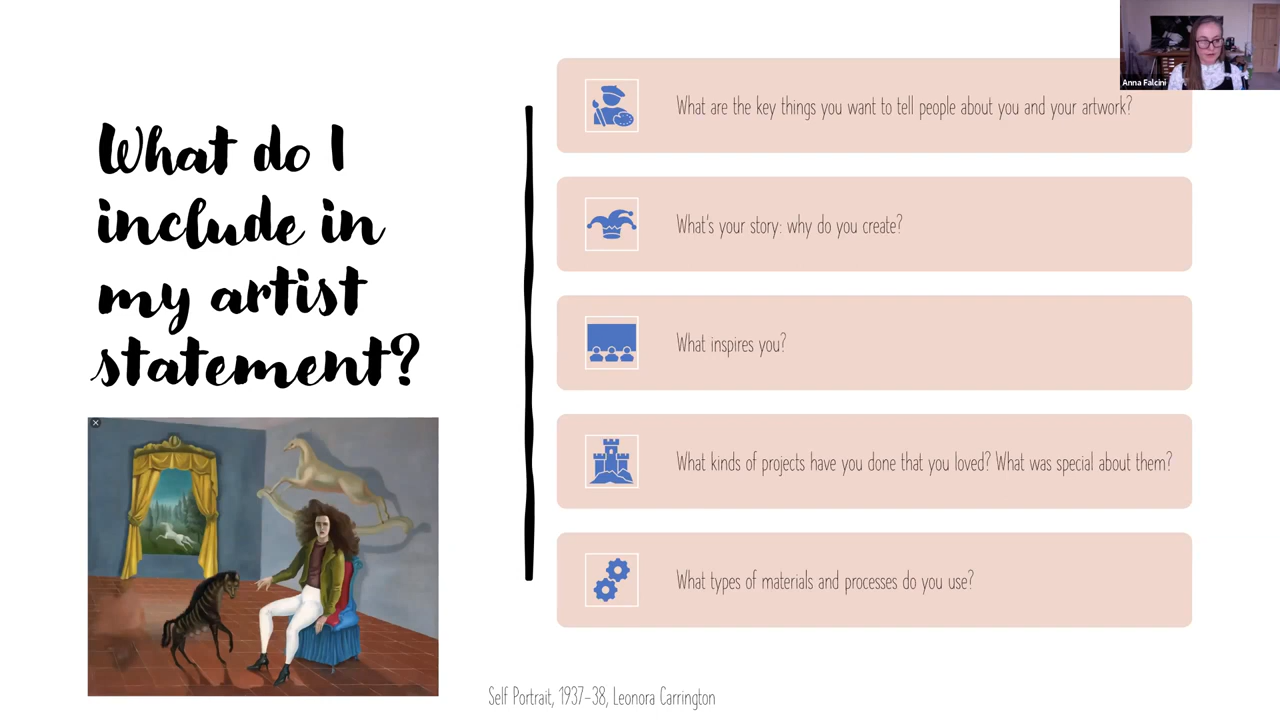 What do I
include in
my artist
statement?
What are the key things you want to tell people about you and your artwork?
What's your story: why do you create?
What inspires you?
What kinds of projects have you done that you loved? What was special about them?
What types of materials and processes do you use?
Self Portrait, 1937-38, Leonora Carrington
Anna Falcini